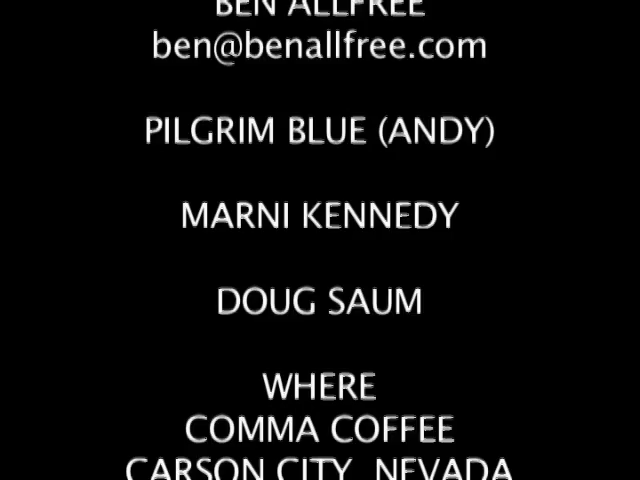 BEN ALLFREE
ben@benallfree.com
PILGRIM BLUE (ANDY)
MARNI KENNEDY
DOUG SAUM
WHERE
COMMA COFFEE
CARSON CITY, NEVADA